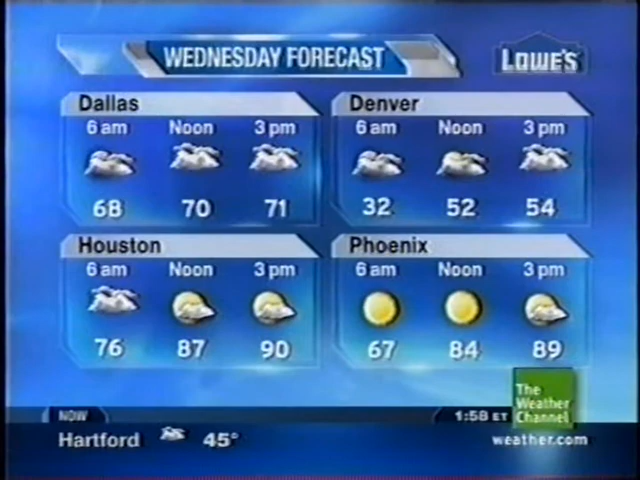 WEDNESDAY FORECAST
LOWE'S
Dallas
6 am Noon 3 pm
68 70 71
Denver
6 am Noon 3 pm
32 52 54
Houston
6 am Noon 3 pm
76 87 90
Phoenix
6 am Noon 3 pm
67 84 89
The
Weather
Channel
NOW
1:58 ET
Hartford 45°
weather.com